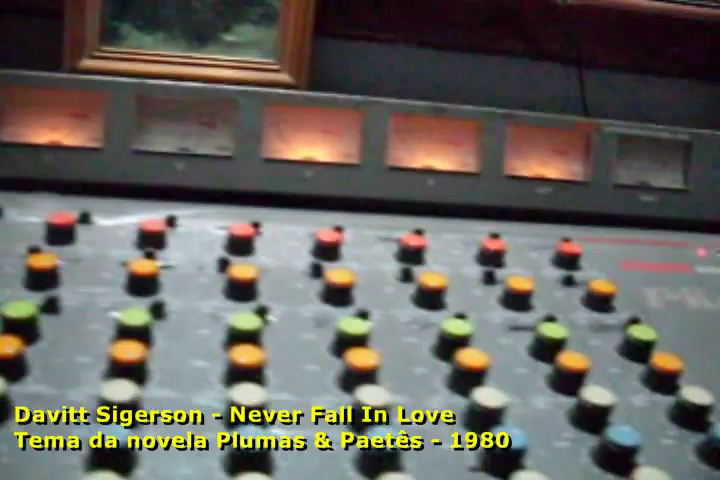 Davitt Sigerson - Never Fall In Love
Tema da novela Plumas & Paetês - 1980